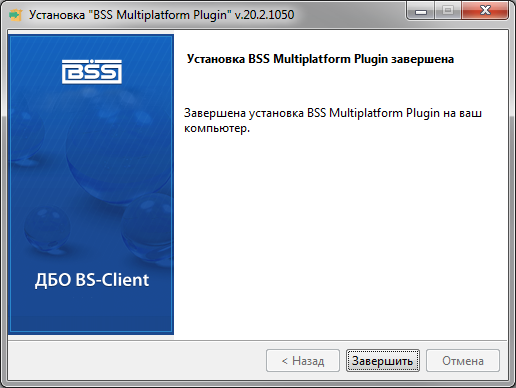 Установка "BSS Multiplatform Plugin" v.20.2.1050
BSS
Установка BSS Multiplatform Plugin завершена
Завершена установка BSS Multiplatform Plugin на ваш
компьютер.
ДБО BS-Client
< Назад
Завершить
Отмена